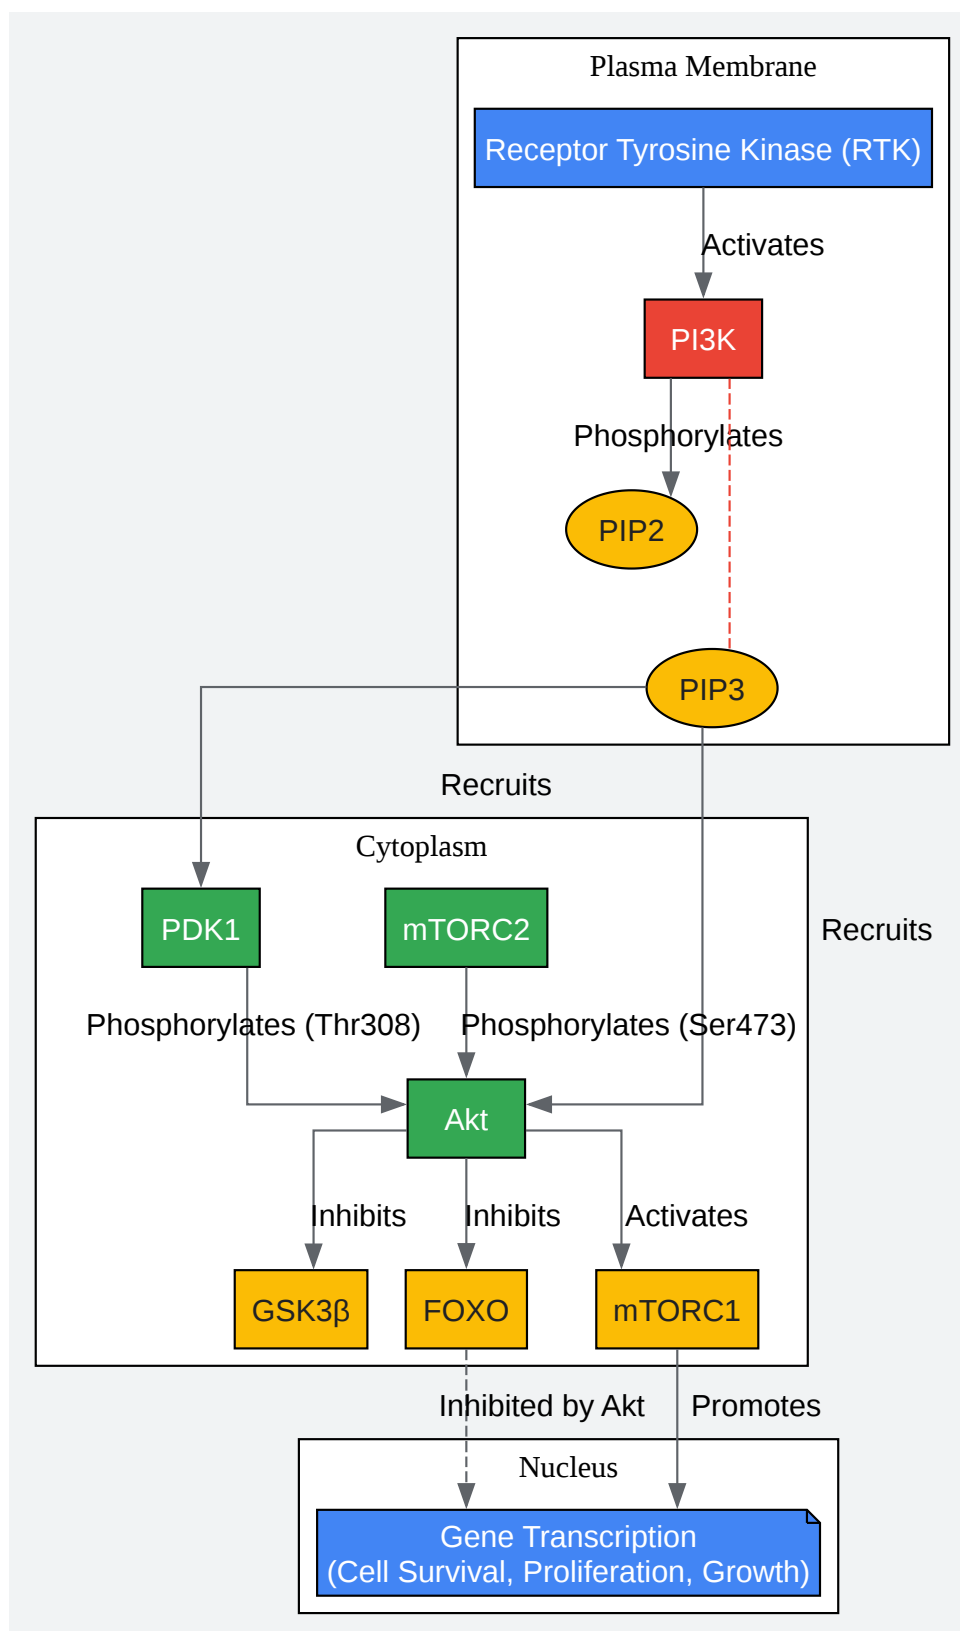 Plasma Membrane
Receptor Tyrosine Kinase (RTK)
Activates
PI3K
Phosphorylates
PIP2
PIP3
Recruits
Cytoplasm
PDK1
mTORC2
Recruits
Phosphorylates (Thr308)
Phosphorylates (Ser473)
Akt
Inhibits
Inhibits
Activates
GSK3β
FOXO
mTORC1
Inhibited by Akt
Promotes
Nucleus
Gene Transcription
(Cell Survival, Proliferation, Growth)